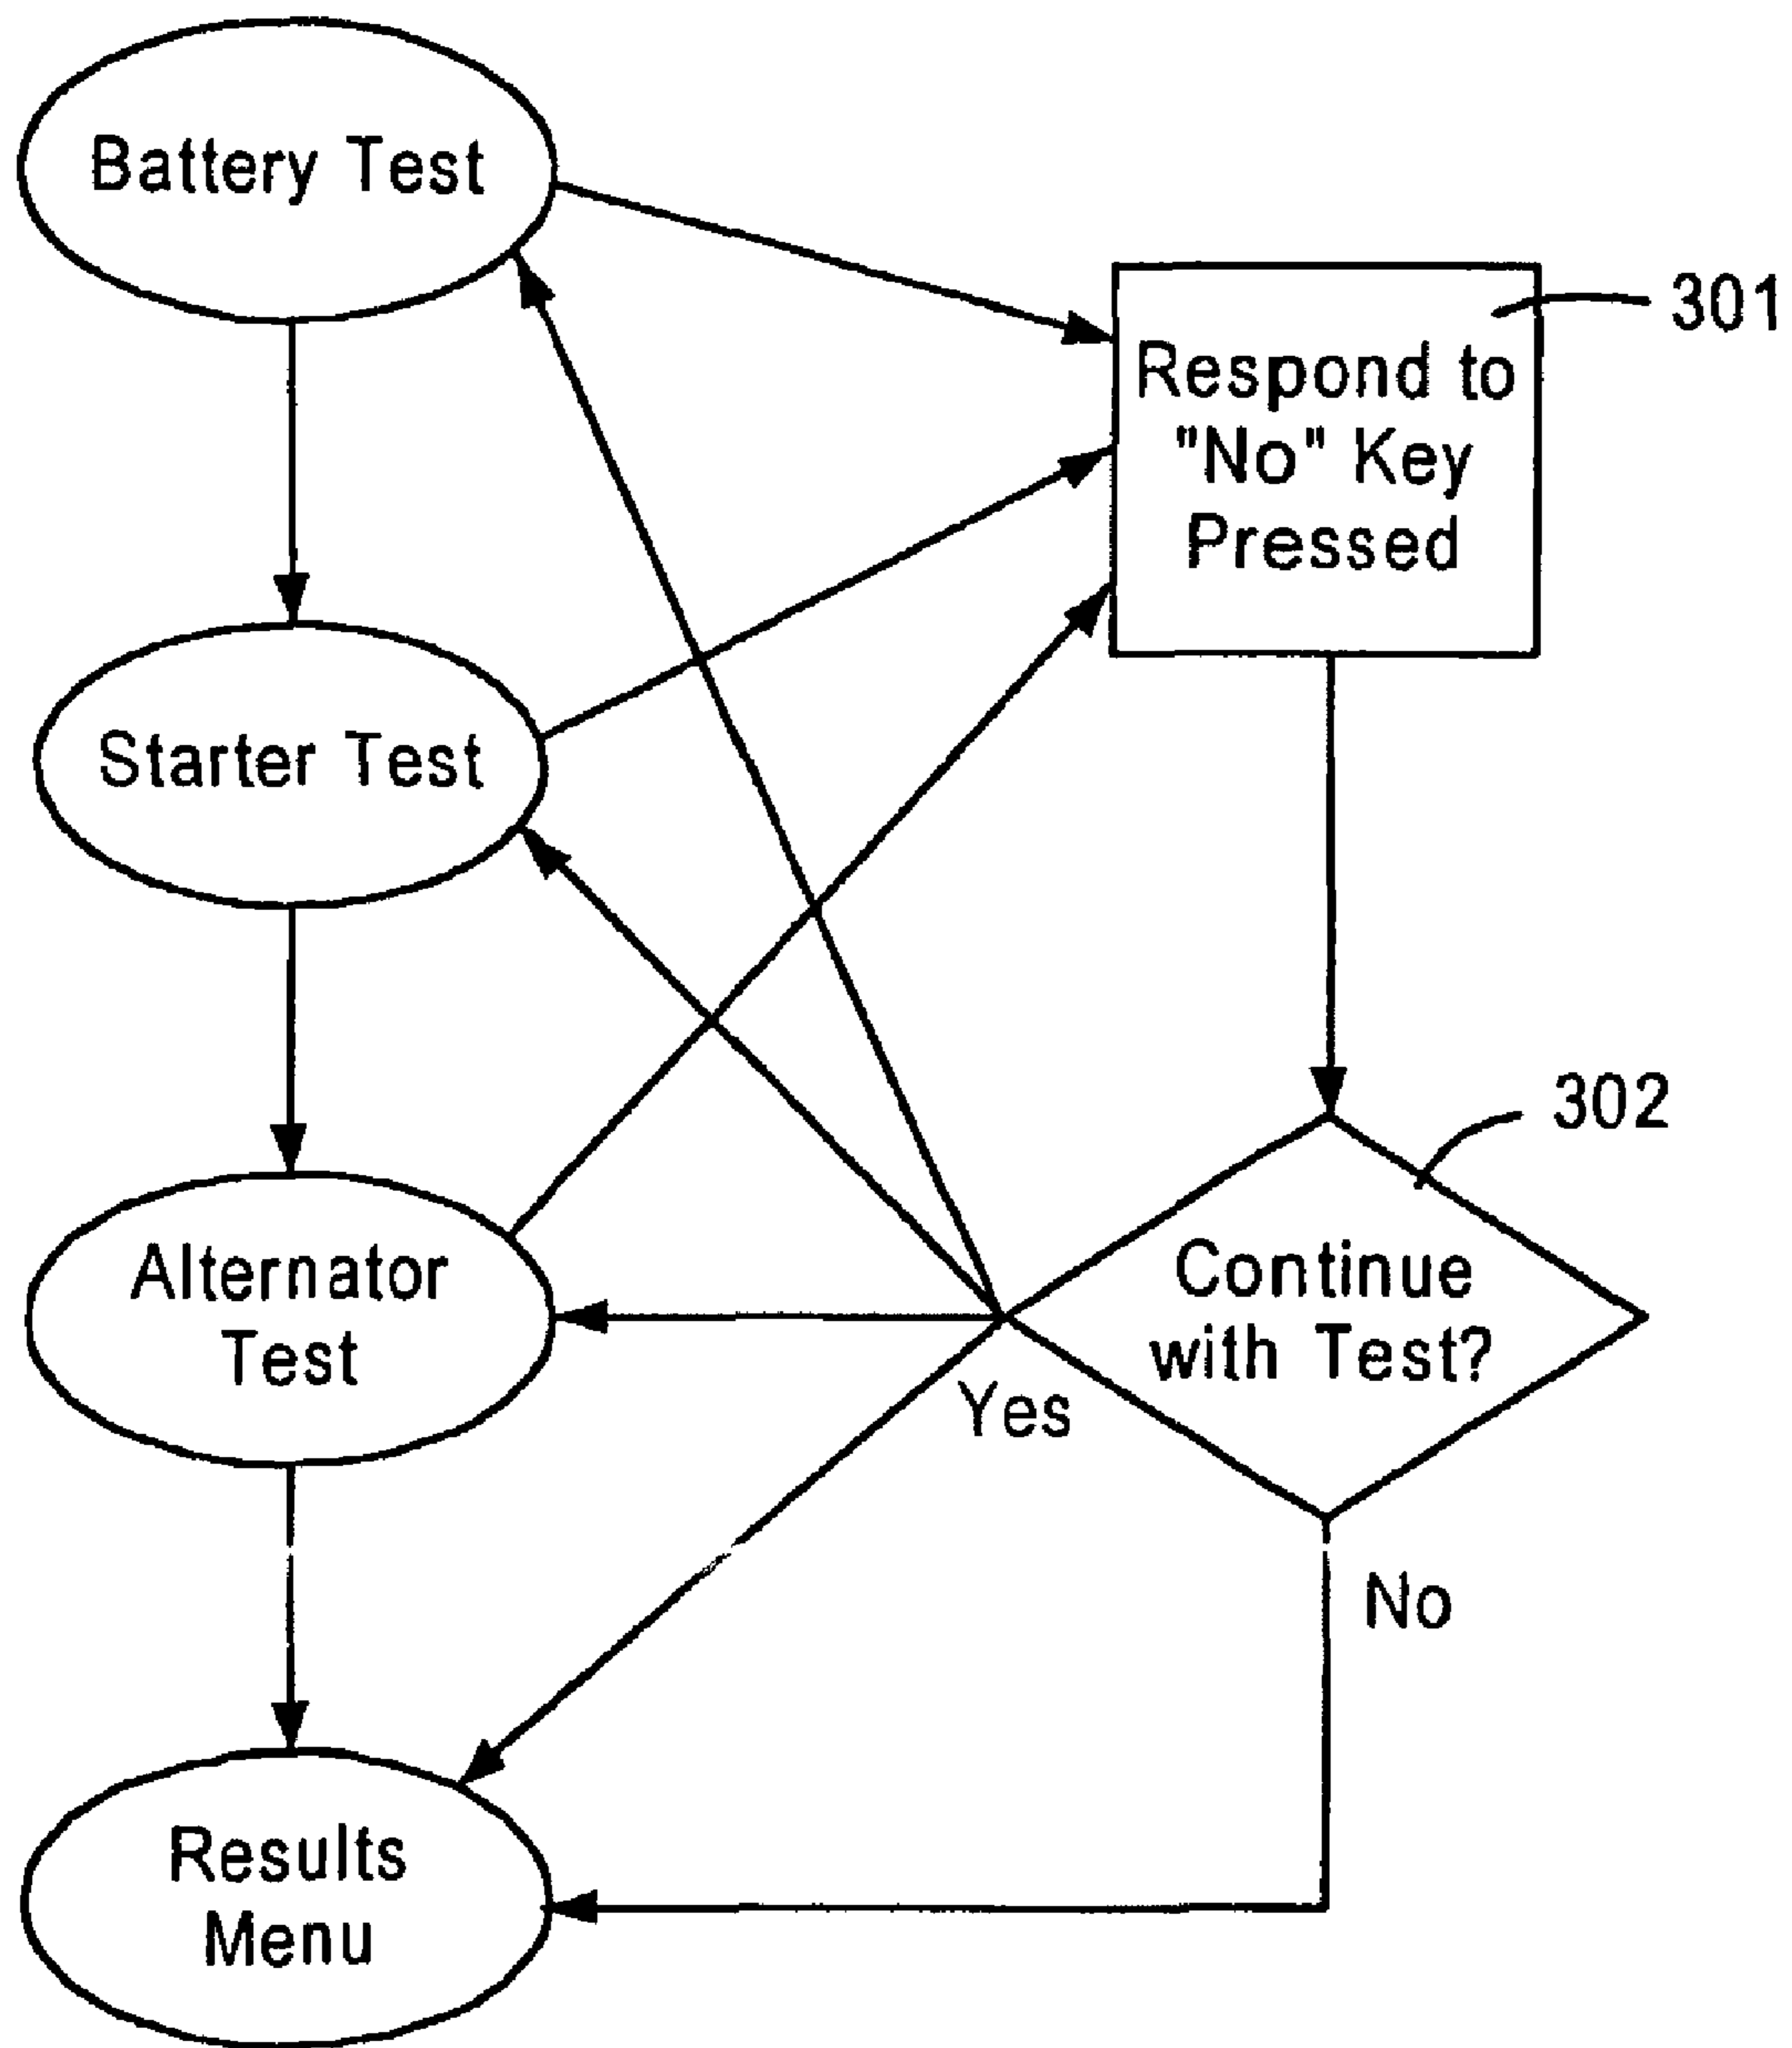 Battery Test
301
Respond to
"No" Key
Pressed
Starter Test
302
Alternator
Test
Continue
with Test?
Yes
No
Results
Menu